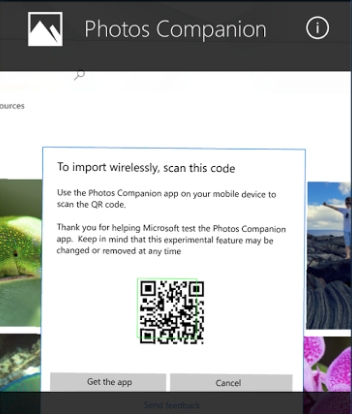 Photos Companion
ources
To import wirelessly, scan this code
Use the Photos Companion app on your mobile device to
scan the QR code.
Thank you for helping Microsoft test the Photos Companion
app. Keep in mind that this experimental feature may be
changed or removed at any time
Get the app
Cancel
Send feedback